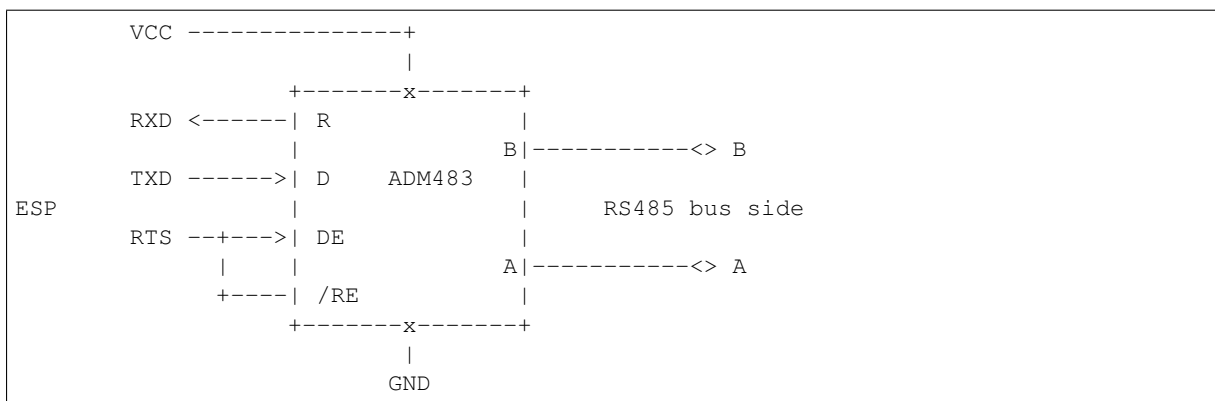 VCC ---------------+
                           |
                   +-------x-------+
        RXD <------| R             |
                   |              B|-----------<> B
        TXD ------>| D    ADM483   |
ESP                |               |     RS485 bus side
        RTS --+--->| DE            |
              |    |              A|-----------<> A
              +----| /RE           |
                   +-------x-------+
                           |
                          GND